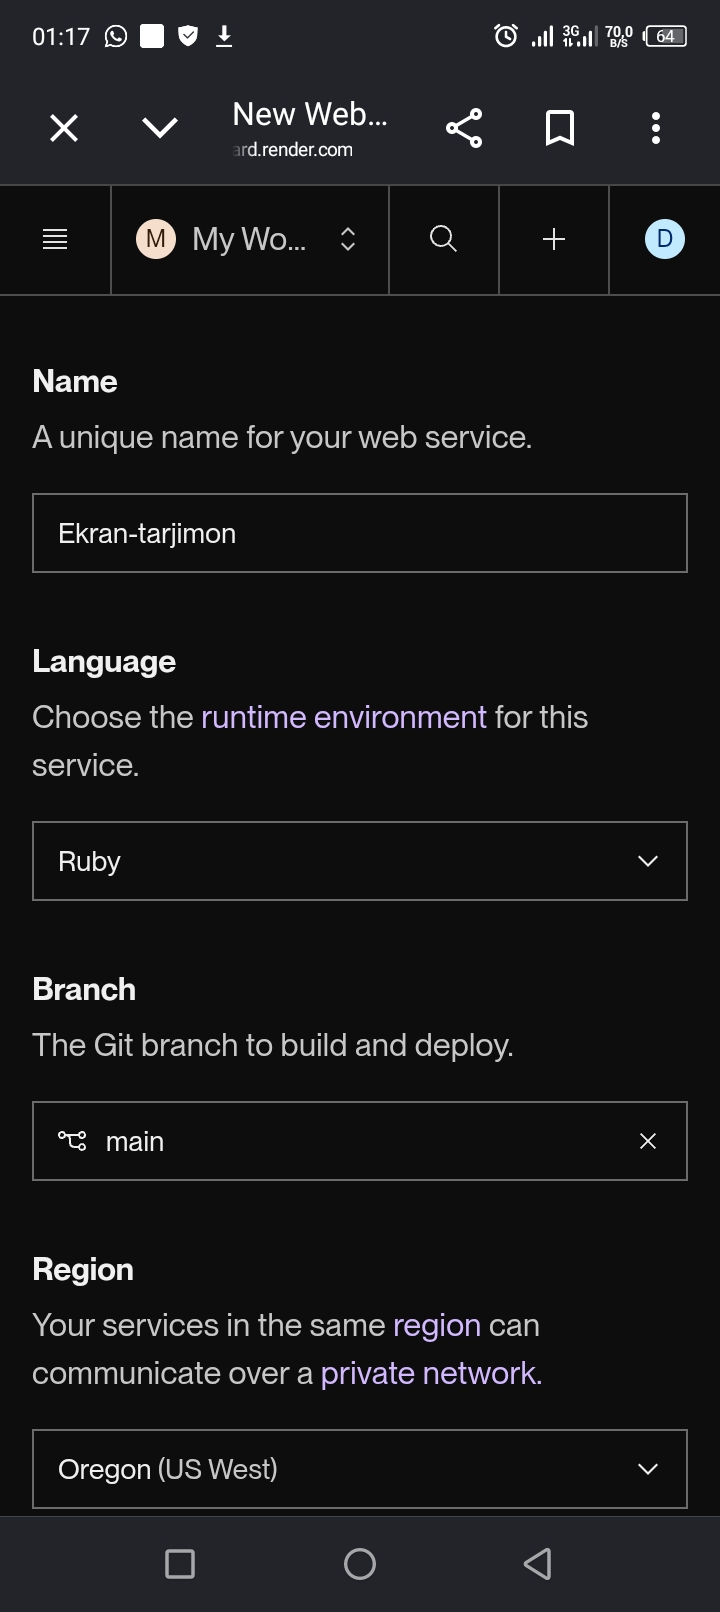 01:17 3G 70,0 B/S 64
New Web...
ard.render.com
M My Wo... D
Name
A unique name for your web service.
Ekran-tarjimon
Language
Choose the runtime environment for this
service.
Ruby
Branch
The Git branch to build and deploy.
main
Region
Your services in the same region can
communicate over a private network.
Oregon (US West)